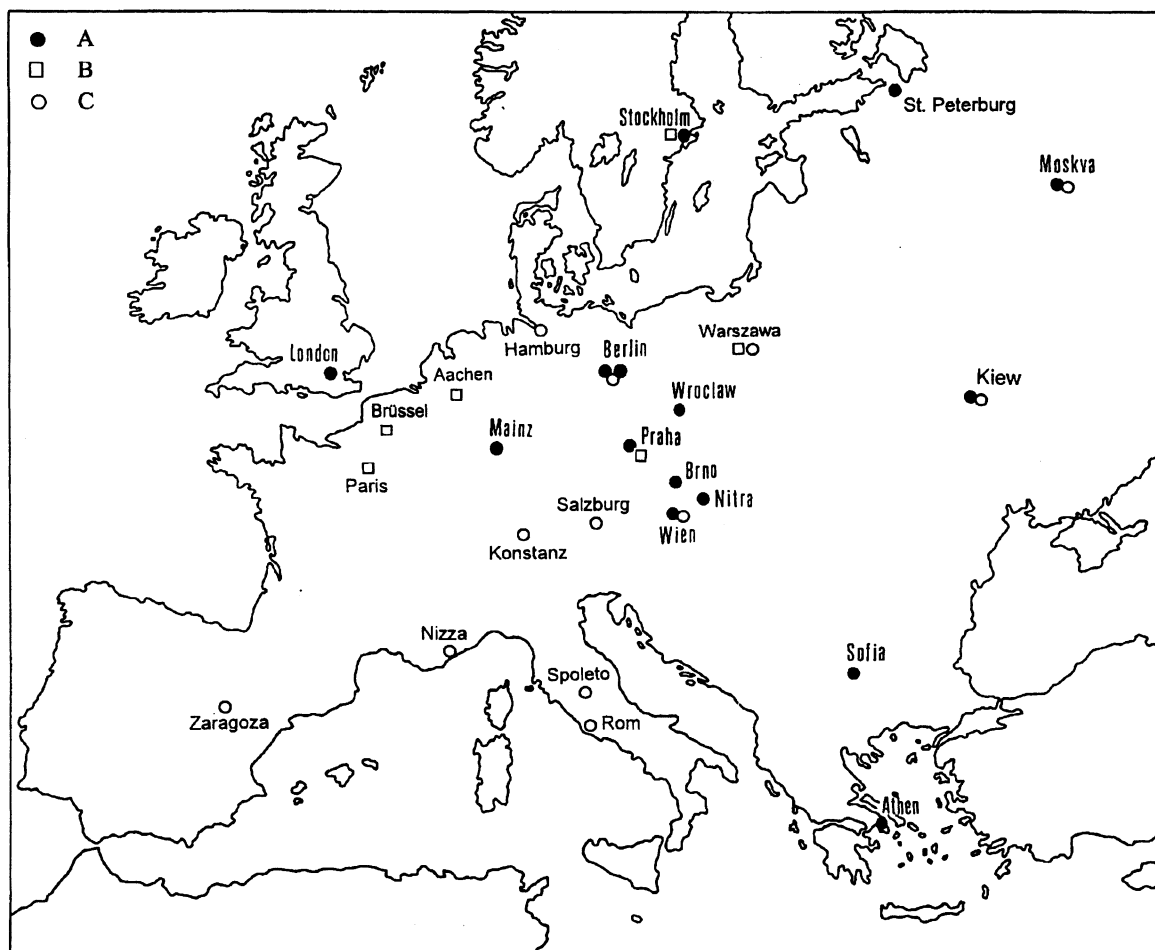 A
B
C
St. Peterburg
Stockholm
Moskva
Hamburg
Warszawa
London
Berlin
Aachen
Kiew
Wroclaw
Brüssel
Mainz
Praha
Paris
Brno
Nitra
Salzburg
Wien
Konstanz
Nizza
Sofia
Spoleto
Zaragoza
Rom
Athen